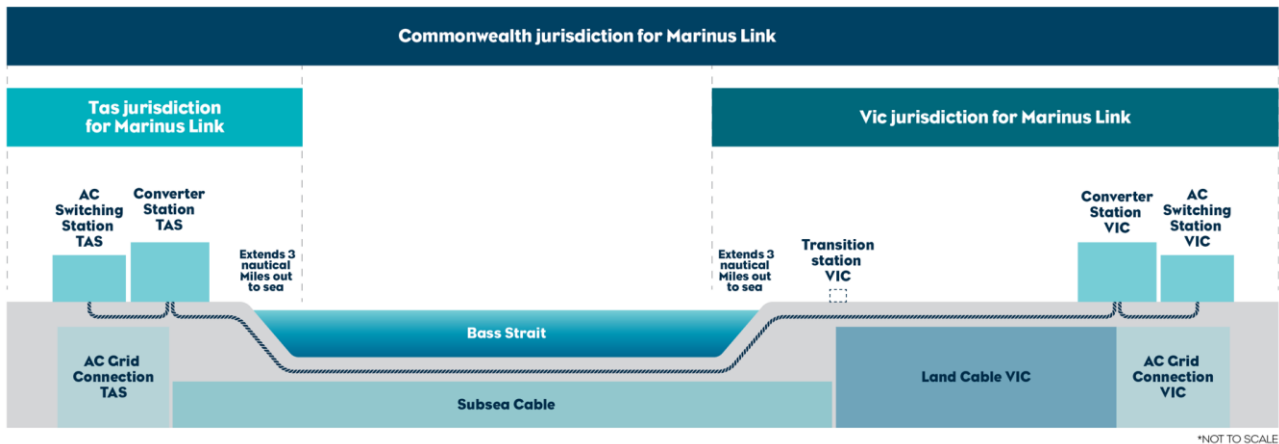 Commonwealth jurisdiction for Marinus Link
Tas jurisdiction
for Marinus Link
Vic jurisdiction for Marinus Link
AC
Switching
Station
TAS
Converter
Station
TAS
Extends 3
nautical
Miles out
to sea
Extends 3
nautical
Miles out
to sea
Transition
station
VIC
Converter
Station
VIC
AC
Switching
Station
VIC
Bass Strait
AC Grid
Connection
TAS
Subsea Cable
Land Cable VIC
AC Grid
Connection
VIC
*NOT TO SCALE